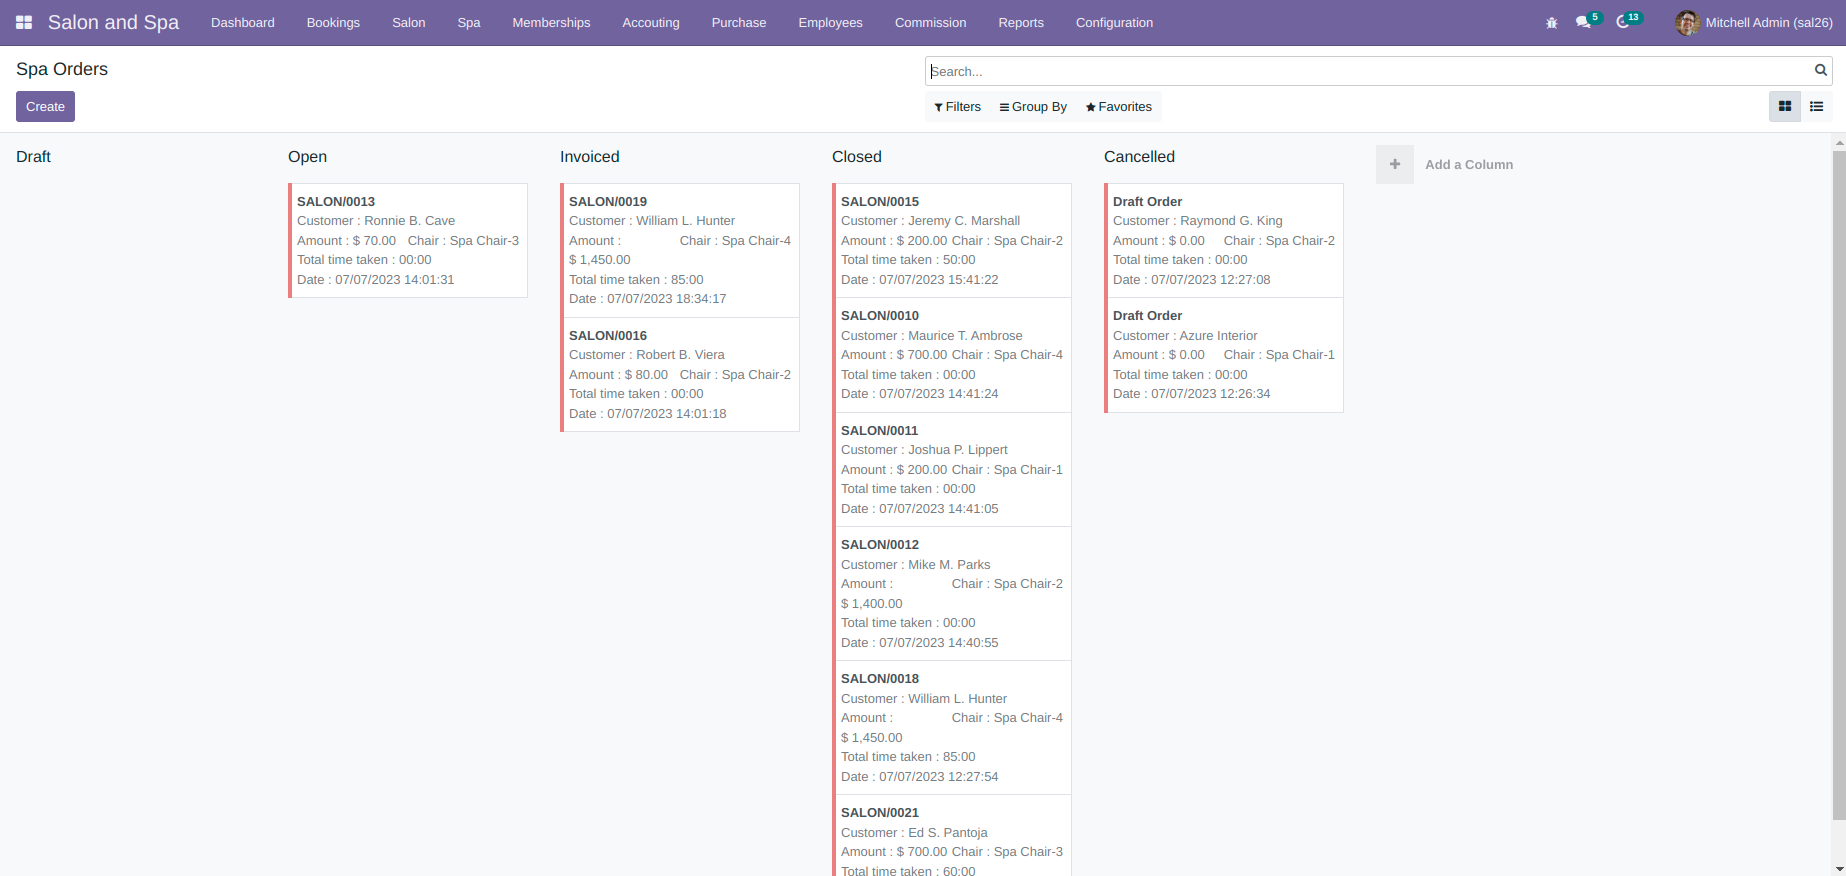 Salon and Spa
Dashboard
Bookings
Salon
Spa
Memberships
Accouting
Purchase
Employees
Commission
Reports
Configuration
5
13
Mitchell Admin (sal26)
Spa Orders
Search...
Create
Filters
Group By
Favorites
Draft
Open
SALON/0013
Customer : Ronnie B. Cave
Amount : $ 70.00 Chair : Spa Chair-3
Total time taken : 00:00
Date : 07/07/2023 14:01:31
Invoiced
SALON/0019
Customer : William L. Hunter
Amount : Chair : Spa Chair-4
$ 1,450.00
Total time taken : 85:00
Date : 07/07/2023 18:34:17
SALON/0016
Customer : Robert B. Viera
Amount : $ 80.00 Chair : Spa Chair-2
Total time taken : 00:00
Date : 07/07/2023 14:01:18
Closed
SALON/0015
Customer : Jeremy C. Marshall
Amount : $ 200.00 Chair : Spa Chair-2
Total time taken : 50:00
Date : 07/07/2023 15:41:22
SALON/0010
Customer : Maurice T. Ambrose
Amount : $ 700.00 Chair : Spa Chair-4
Total time taken : 00:00
Date : 07/07/2023 14:41:24
SALON/0011
Customer : Joshua P. Lippert
Amount : $ 200.00 Chair : Spa Chair-1
Total time taken : 00:00
Date : 07/07/2023 14:41:05
SALON/0012
Customer : Mike M. Parks
Amount : Chair : Spa Chair-2
$ 1,400.00
Total time taken : 00:00
Date : 07/07/2023 14:40:55
SALON/0018
Customer : William L. Hunter
Amount : Chair : Spa Chair-4
$ 1,450.00
Total time taken : 85:00
Date : 07/07/2023 12:27:54
SALON/0021
Customer : Ed S. Pantoja
Amount : $ 700.00 Chair : Spa Chair-3
Total time taken : 60:00
Cancelled
Draft Order
Customer : Raymond G. King
Amount : $ 0.00 Chair : Spa Chair-2
Total time taken : 00:00
Date : 07/07/2023 12:27:08
Draft Order
Customer : Azure Interior
Amount : $ 0.00 Chair : Spa Chair-1
Total time taken : 00:00
Date : 07/07/2023 12:26:34
Add a Column